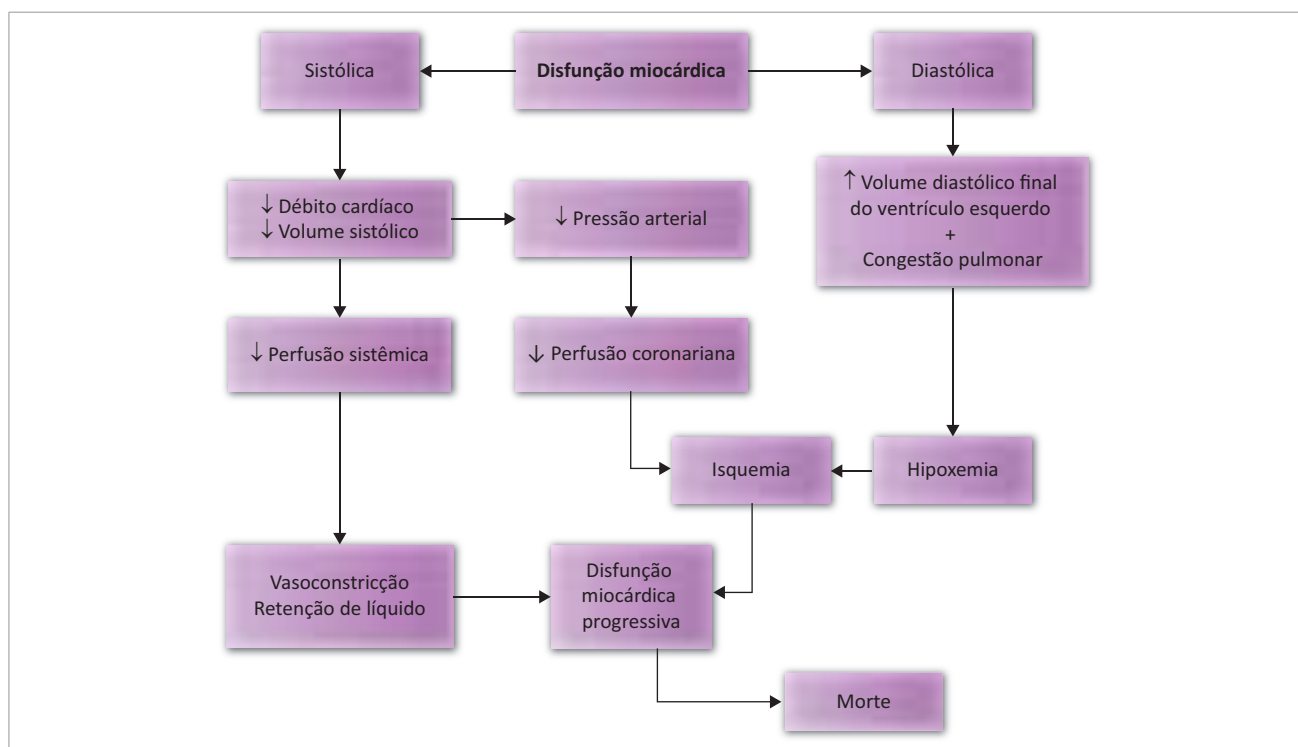 Sistólica
Disfunção miocárdica
Diastólica
↓ Débito cardíaco
↓ Volume sistólico
↓ Pressão arterial
↑ Volume diastólico final
do ventrículo esquerdo
+
Congestão pulmonar
↓ Perfusão sistêmica
↓ Perfusão coronariana
Isquemia
Hipoxemia
Vasoconstricção
Retenção de líquido
Disfunção
miocárdica
progressiva
Morte